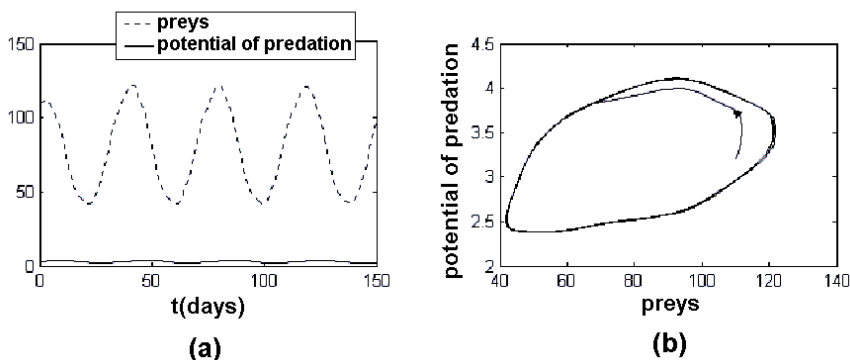 preys
potential of predation
150
100
50
0
0 50 100 150
t(days)
(a)
potential of predation
4.5
4
3.5
3
2.5
2
40 60 80 100 120 140
preys
(b)